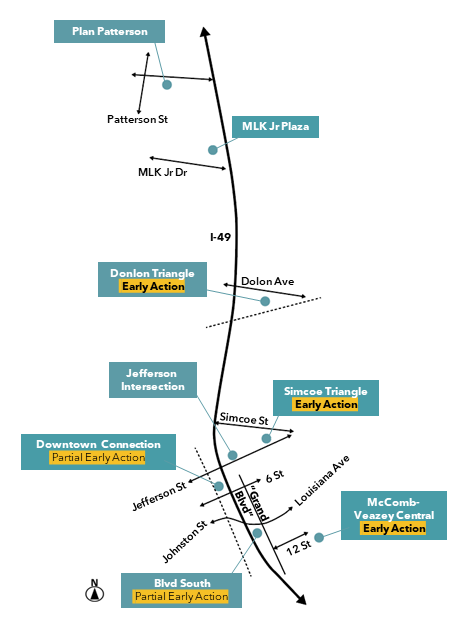 Plan Patterson
Patterson St
MLK Jr Plaza
MLK Jr Dr
I-49
Donlon Triangle
Early Action
Dolon Ave
Jefferson
Intersection
Simcoe Triangle
Early Action
Simcoe St
Downtown Connection
Partial Early Action
Jefferson St
6 St
"Grand
Blvd"
Louisiana Ave
McComb-
Veazey Central
Early Action
Johnston St
12 St
Blvd South
Partial Early Action
N